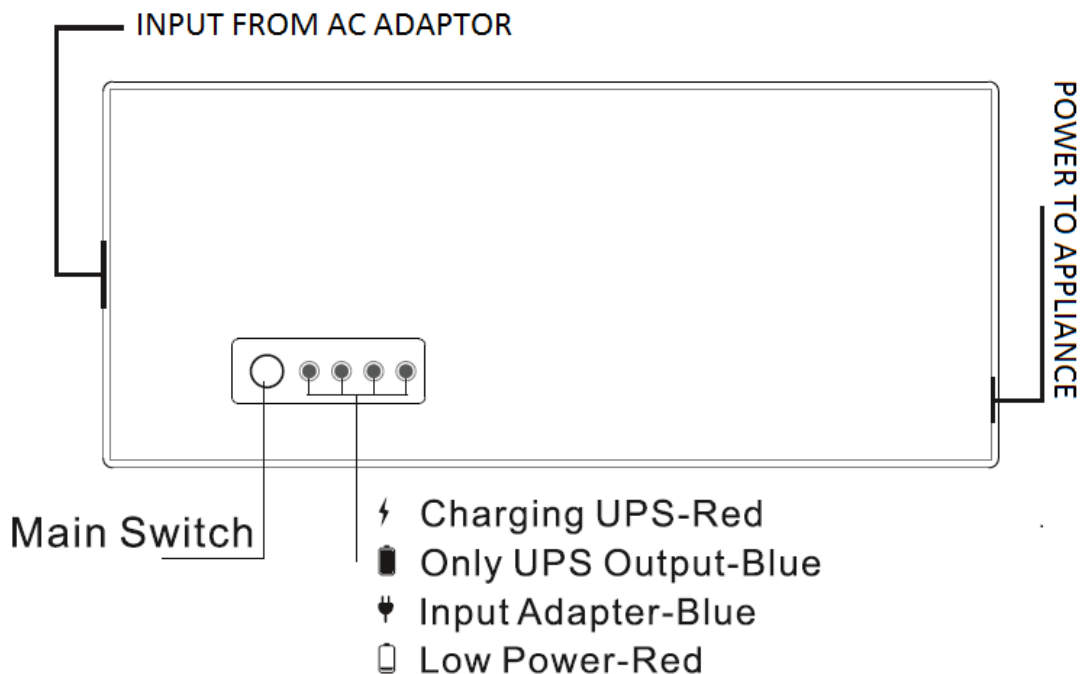 INPUT FROM AC ADAPTOR
POWER TO APPLIANCE
Main Switch
Charging UPS-Red
Only UPS Output-Blue
Input Adapter-Blue
Low Power-Red